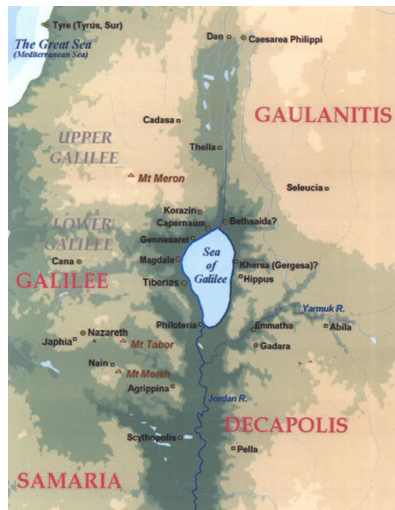 Tyre (Tyrus, Sur)
The Great Sea
(Mediterranean Sea)
Dan
Caesarea Philippi
GAULANITIS
Cadasa
UPPER
GALILEE
Thella
Mt Meron
Seleucia
Korazin
Capernaum
Bethsaida?
LOWER
GALILEE
Gennesaret
Sea
of
Galilee
Cana
Magdala
Khersa (Gergesa)?
GALILEE
Tiberias
Hippus
Yarmuk R.
Philoteria
Emmatha
Abila
Nazareth
Japhia
Mt Tabor
Gadara
Nain
Mt Moreh
Agrippina
Jordan R.
DECAPOLIS
Scythopolis
Pella
SAMARIA